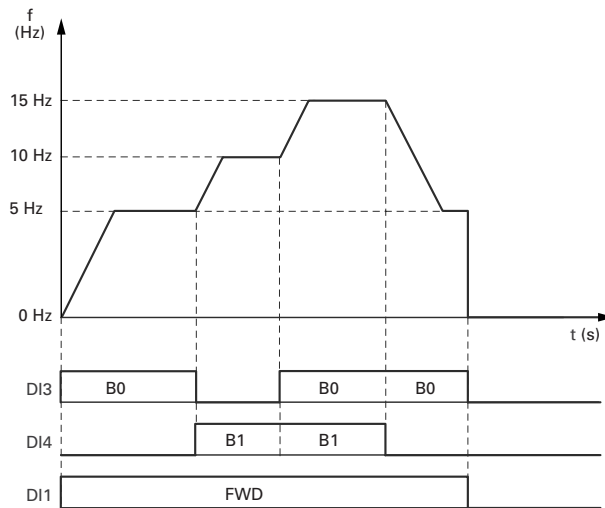 f
(Hz)
15 Hz
10 Hz
5 Hz
0 Hz
t (s)
DI3 B0 B0 B0
DI4 B1 B1
DI1 FWD